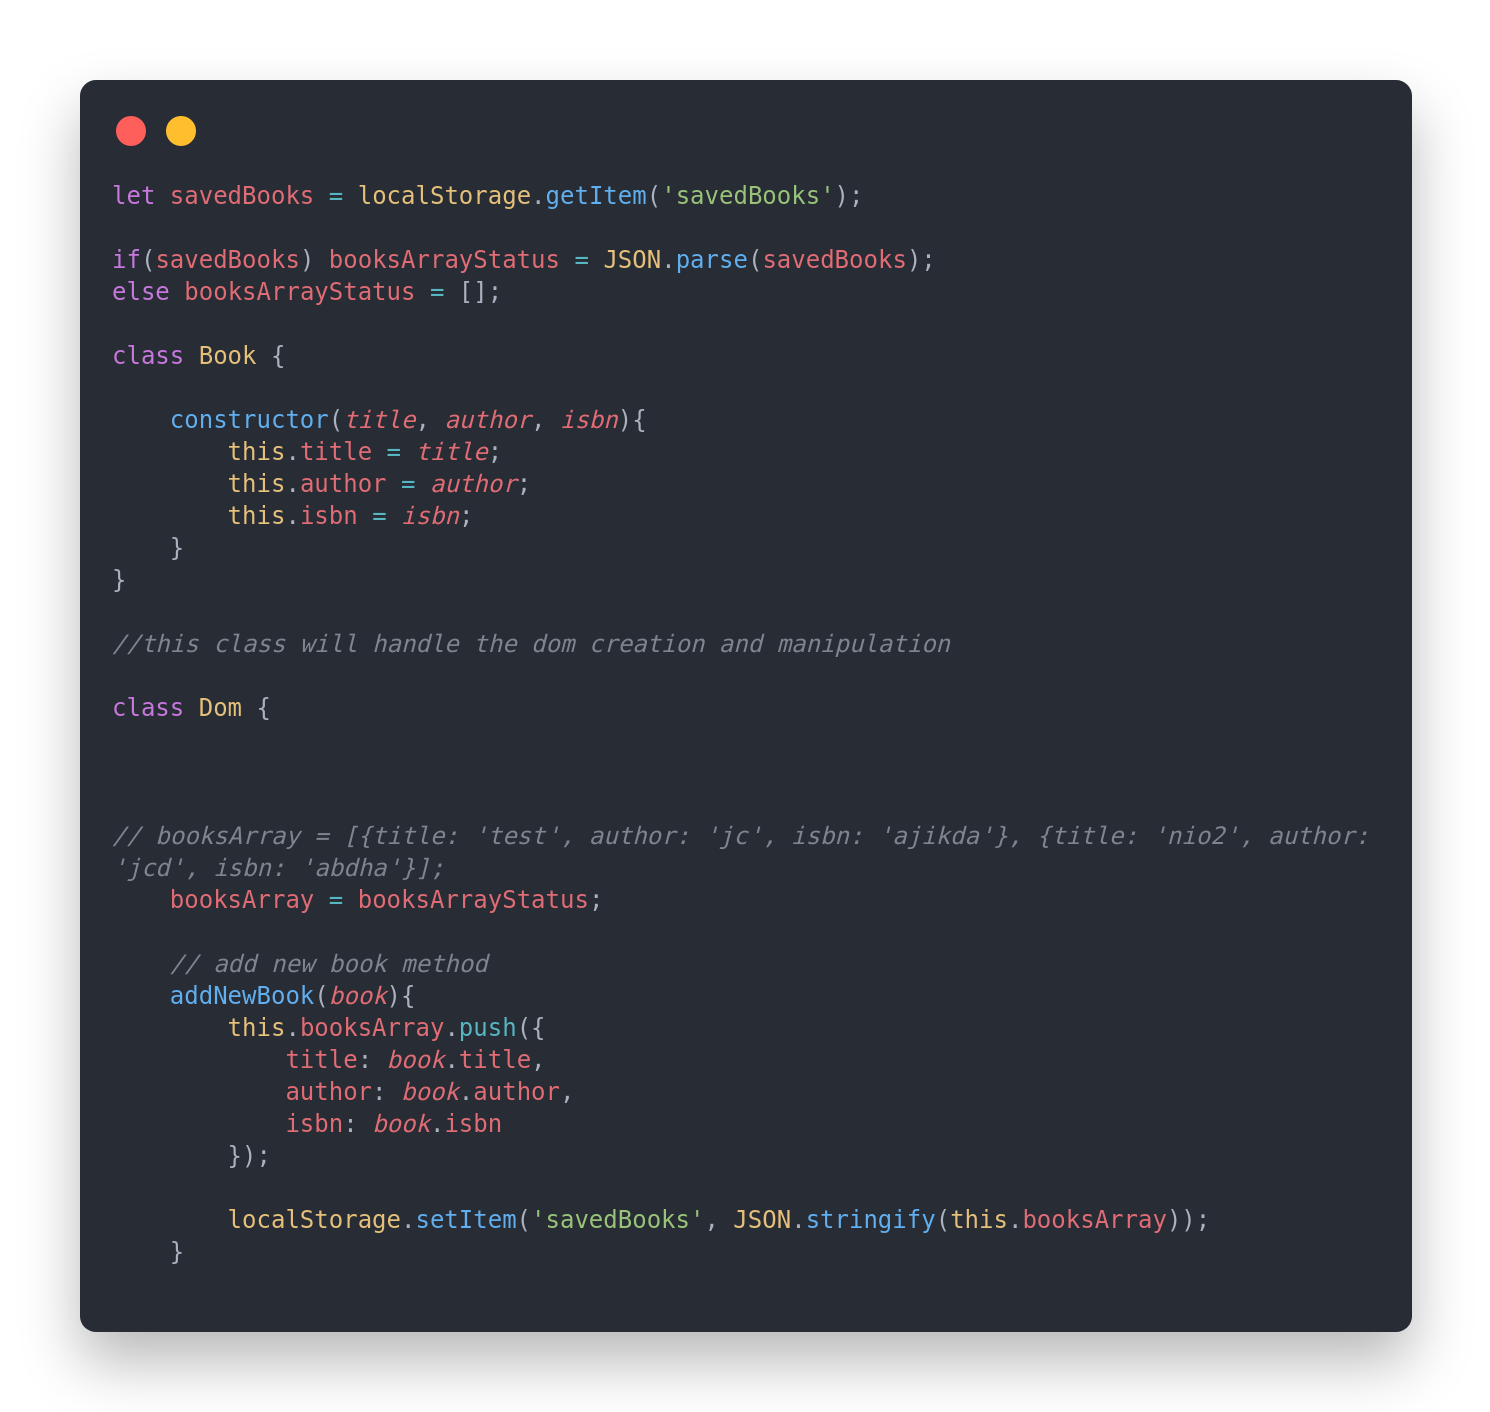 let savedBooks = localStorage.getItem('savedBooks');
if(savedBooks) booksArrayStatus = JSON.parse(savedBooks);
else booksArrayStatus = [];
class Book {
constructor(title, author, isbn){
this.title = title;
this.author = author;
this.isbn = isbn;
}
}
//this class will handle the dom creation and manipulation
class Dom {
// booksArray = [{title: 'test', author: 'jc', isbn: 'ajikda'}, {title: 'nio2', author:
'jcd', isbn: 'abdha'}];
booksArray = booksArrayStatus;
// add new book method
addNewBook(book){
this.booksArray.push({
title: book.title,
author: book.author,
isbn: book.isbn
});
localStorage.setItem('savedBooks', JSON.stringify(this.booksArray));
}